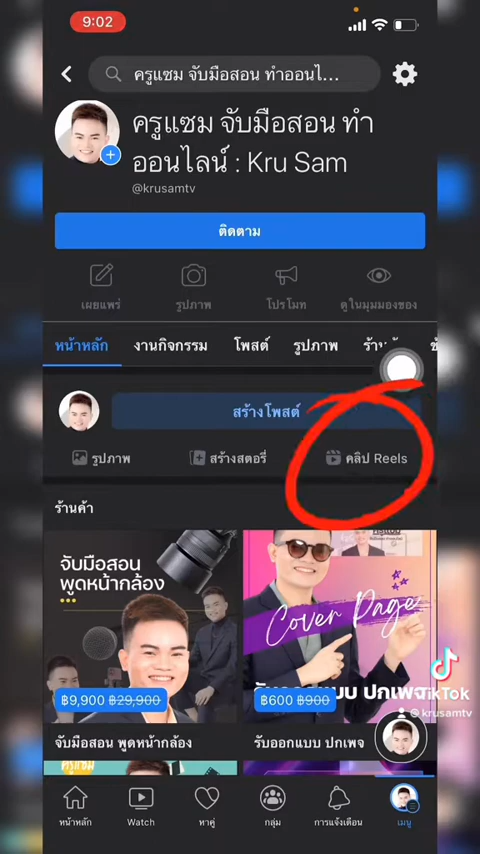 9:02
ครูแซม จับมือสอน ทำออนไ...
ครูแซม จับมือสอน ทำ
ออนไลน์ : Kru Sam
@krusamtv
ติดตาม
เผยแพร่
รูปภาพ
โปรโมท
ดูในมุมมองของ
หน้าหลัก
งานกิจกรรม
โพสต์
รูปภาพ
สร้างโพสต์
รูปภาพ
สร้างสตอรี่
คลิป Reels
ร้านค้า
จับมือสอน
พูดหน้ากล้อง
Cover Page
฿9,900 ฿29,900
฿600 ฿900
ปกเพจ
TikTok
@krusamtv
จับมือสอน พูดหน้ากล้อง
รับออกแบบ ปกเพจ
หน้าหลัก
Watch
หาคู่
กลุ่ม
การแจ้งเตือน
เมนู